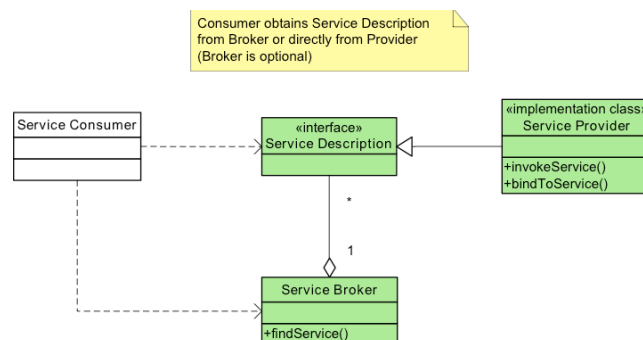 Consumer obtains Service Description
from Broker or directly from Provider
(Broker is optional)
Service Consumer
«interface»
Service Description
«implementation class»
Service Provider
+invokeService()
+bindToService()
*
1
Service Broker
+findService()